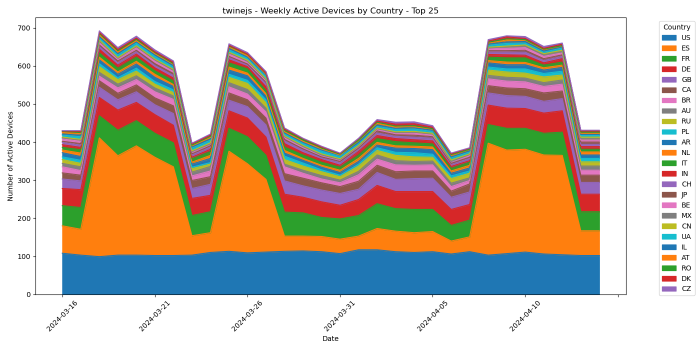 twinejs - Weekly Active Devices by Country - Top 25
Number of Active Devices
700
600
500
400
300
200
100
0
2024-03-16
2024-03-21
2024-03-26
2024-03-31
2024-04-05
2024-04-10
Date
Country
US
ES
FR
DE
GB
CA
BR
AU
RU
PL
AR
NL
IT
IN
CH
JP
BE
MX
CN
UA
IL
AT
RO
DK
CZ